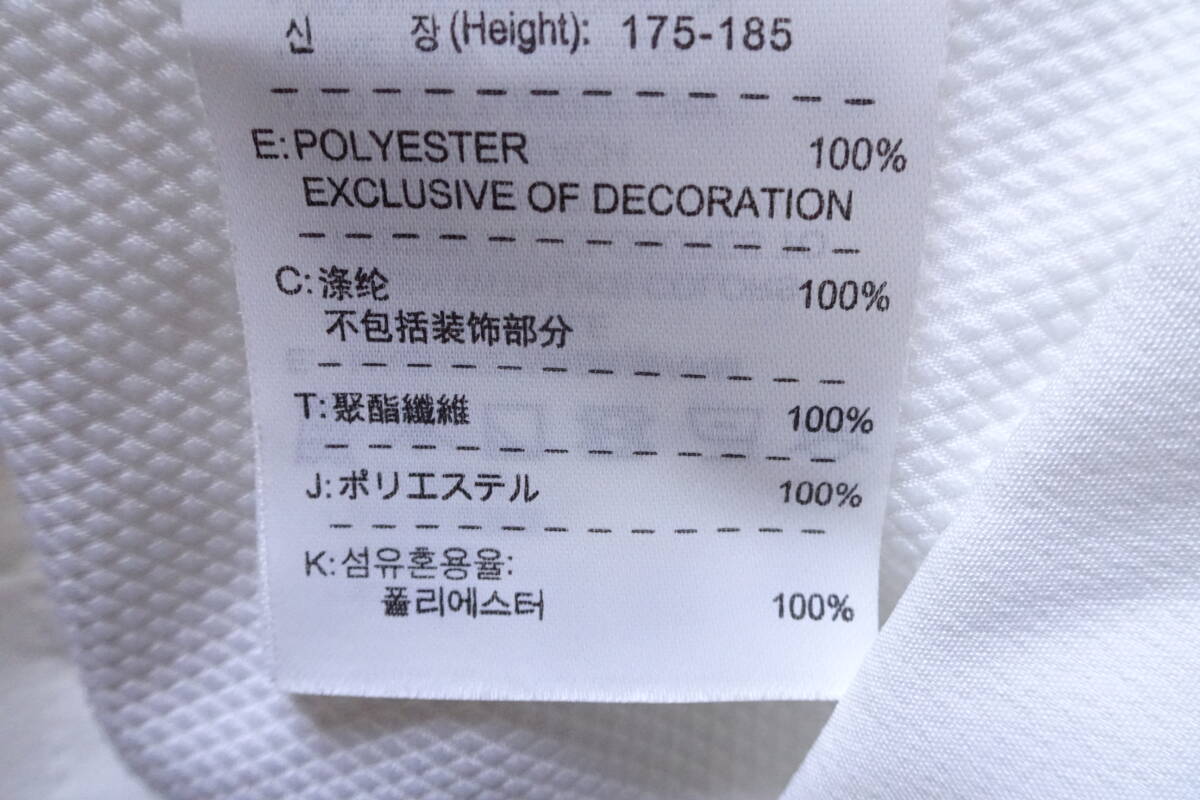 신 장 (Height): 175-185
E: POLYESTER 100%
EXCLUSIVE OF DECORATION
C: 涤纶 100%
不包括装饰部分
T: 聚酯纖維 100%
J: ポリエステル 100%
K: 섬유혼용율:
폴리에스터 100%